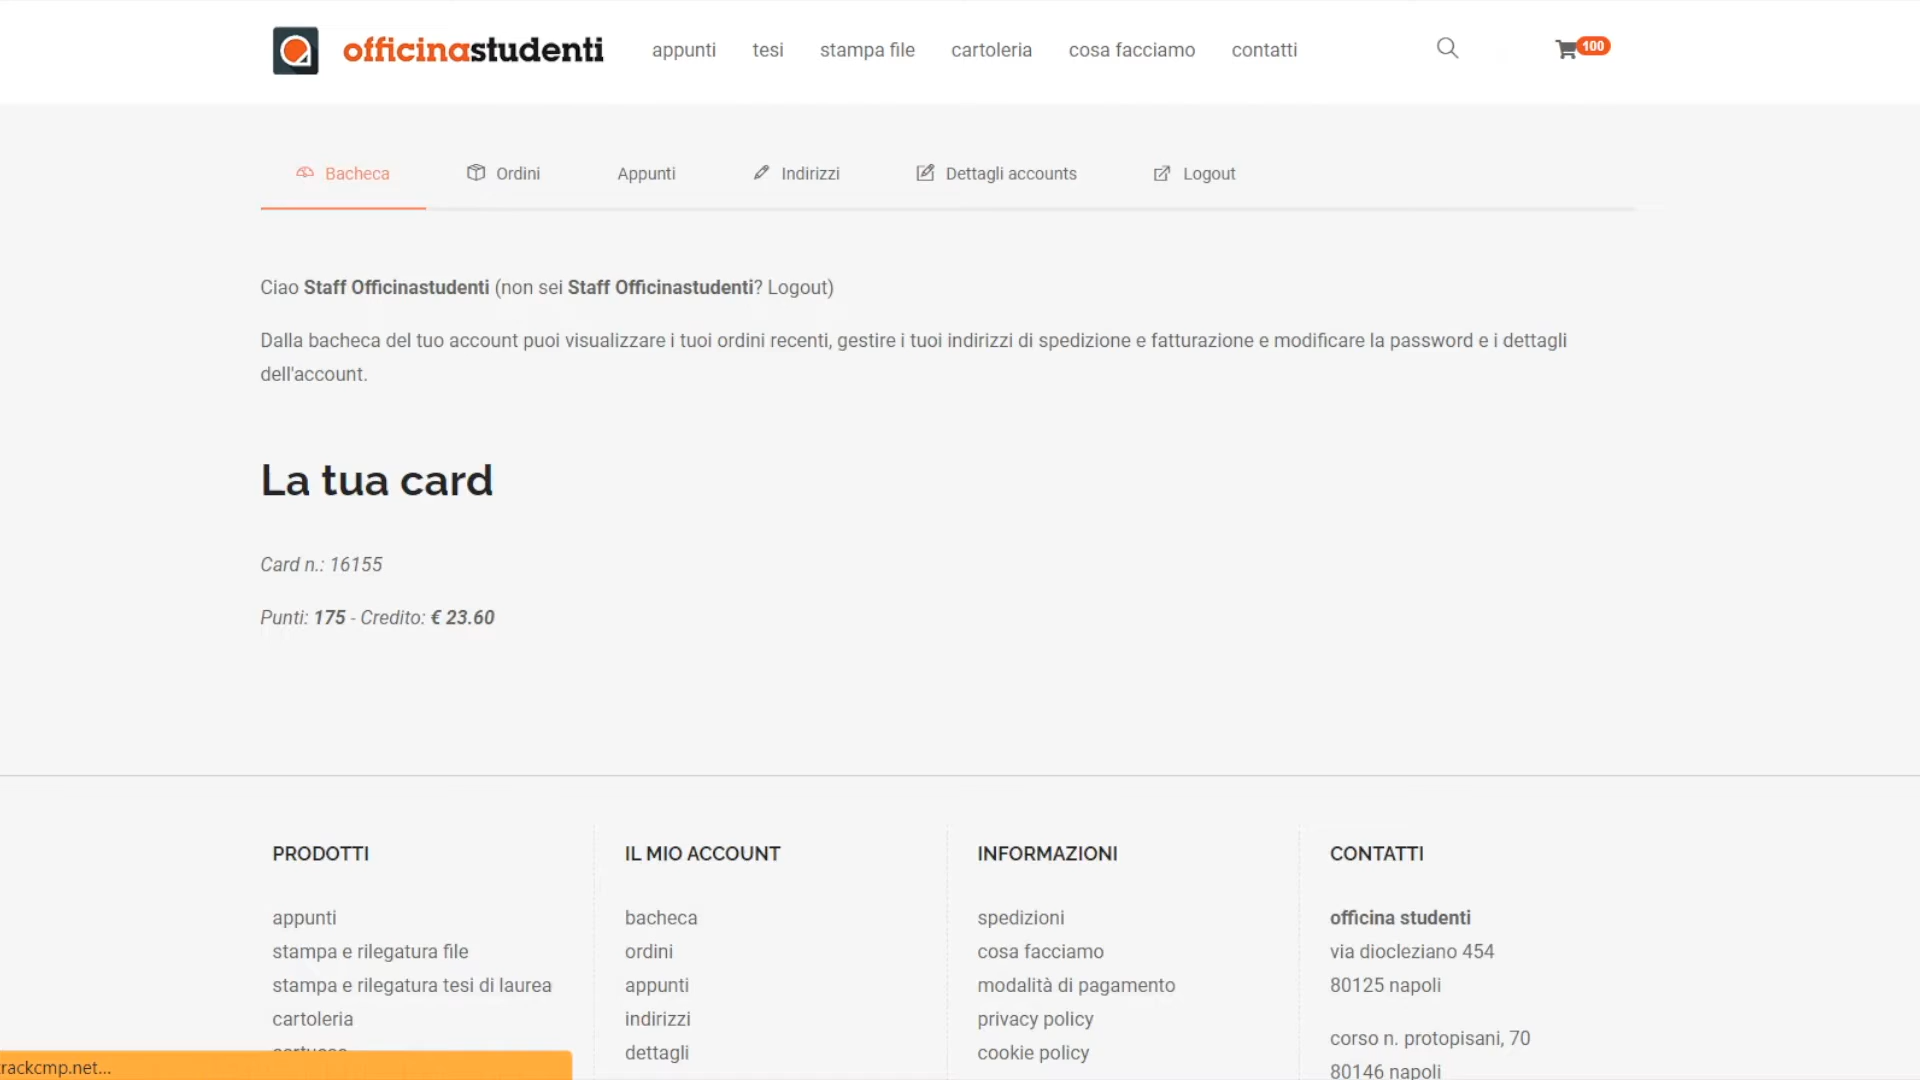 officinastudenti
appunti
tesi
stampa file
cartoleria
cosa facciamo
contatti
100
Bacheca
Ordini
Appunti
Indirizzi
Dettagli accounts
Logout
Ciao Staff Officinastudenti (non sei Staff Officinastudenti? Logout)
Dalla bacheca del tuo account puoi visualizzare i tuoi ordini recenti, gestire i tuoi indirizzi di spedizione e fatturazione e modificare la password e i dettagli
dell'account.
La tua card
Card n.: 16155
Punti: 175 - Credito: € 23.60
PRODOTTI
appunti
stampa e rilegatura file
stampa e rilegatura tesi di laurea
cartoleria
IL MIO ACCOUNT
bacheca
ordini
appunti
indirizzi
dettagli
INFORMAZIONI
spedizioni
cosa facciamo
modalità di pagamento
privacy policy
cookie policy
CONTATTI
officina studenti
via diocleziano 454
80125 napoli
corso n. protopisani, 70
80146 napoli
rackcmp.net...